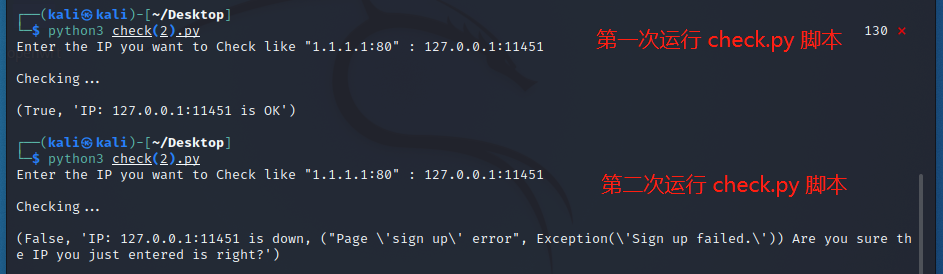 ┌──(kali㉿kali)-[~/Desktop]
└─$ python3 check(2).py 130 ⨯
Enter the IP you want to Check like "1.1.1.1:80" : 127.0.0.1:11451
第一次运行 check.py 脚本
Checking...
(True, 'IP: 127.0.0.1:11451 is OK')
┌──(kali㉿kali)-[~/Desktop]
└─$ python3 check(2).py
Enter the IP you want to Check like "1.1.1.1:80" : 127.0.0.1:11451
第二次运行 check.py 脚本
Checking...
(False, 'IP: 127.0.0.1:11451 is down, ("Page \'sign up\' error", Exception(\'Sign up failed.\')) Are you sure th
e IP you just entered is right?')